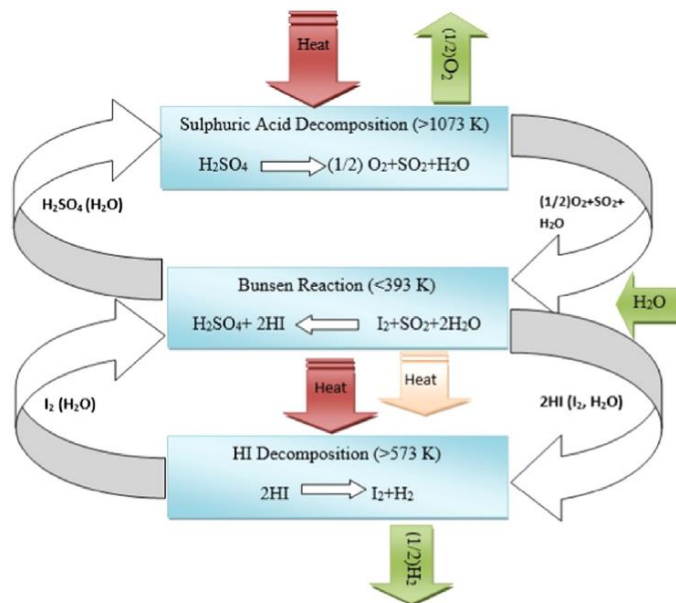 Heat
(1/2)O₂
Sulphuric Acid Decomposition (>1073 K)
H₂SO₄ (1/2) O₂+SO₂+H₂O
H₂SO₄ (H₂O)
(1/2)O₂+SO₂+
H₂O
Bunsen Reaction (<393 K)
H₂SO₄+ 2HI I₂+SO₂+2H₂O
H₂O
Heat
Heat
I₂ (H₂O)
2HI (I₂, H₂O)
HI Decomposition (>573 K)
2HI I₂+H₂
(1/2)H₂